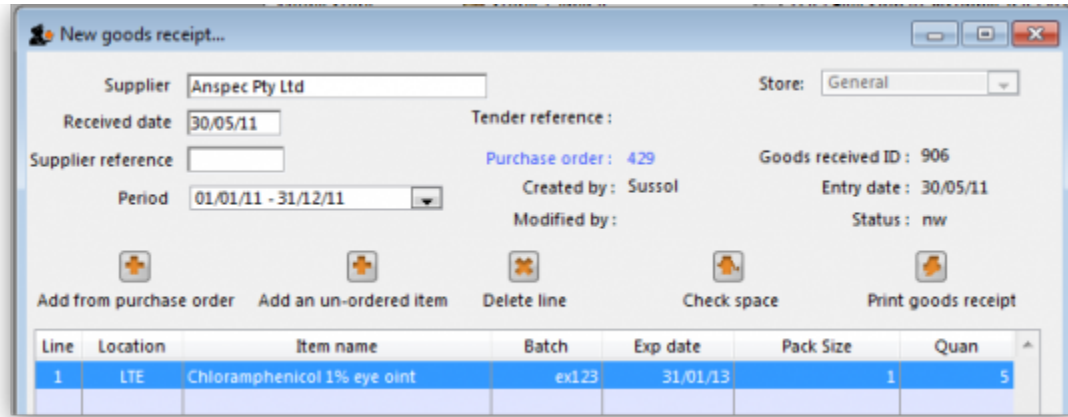 New goods receipt...
Supplier Anspec Pty Ltd Store: General
Received date 30/05/11 Tender reference :
Supplier reference Purchase order : 429 Goods received ID : 906
Period 01/01/11 - 31/12/11 Created by : Sussol Entry date : 30/05/11
Modified by : Status : nw
Add from purchase order Add an un-ordered item Delete line Check space Print goods receipt
Line Location Item name Batch Exp date Pack Size Quan
1 LTE Chloramphenicol 1% eye oint ex123 31/01/13 1 5